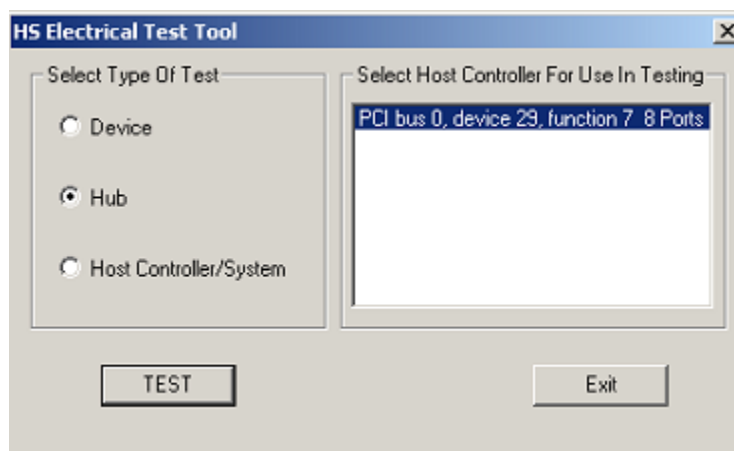 HS Electrical Test Tool
Select Type Of Test
Device
Hub
Host Controller/System
Select Host Controller For Use In Testing
PCI bus 0, device 29, function 7 8 Ports
TEST
Exit